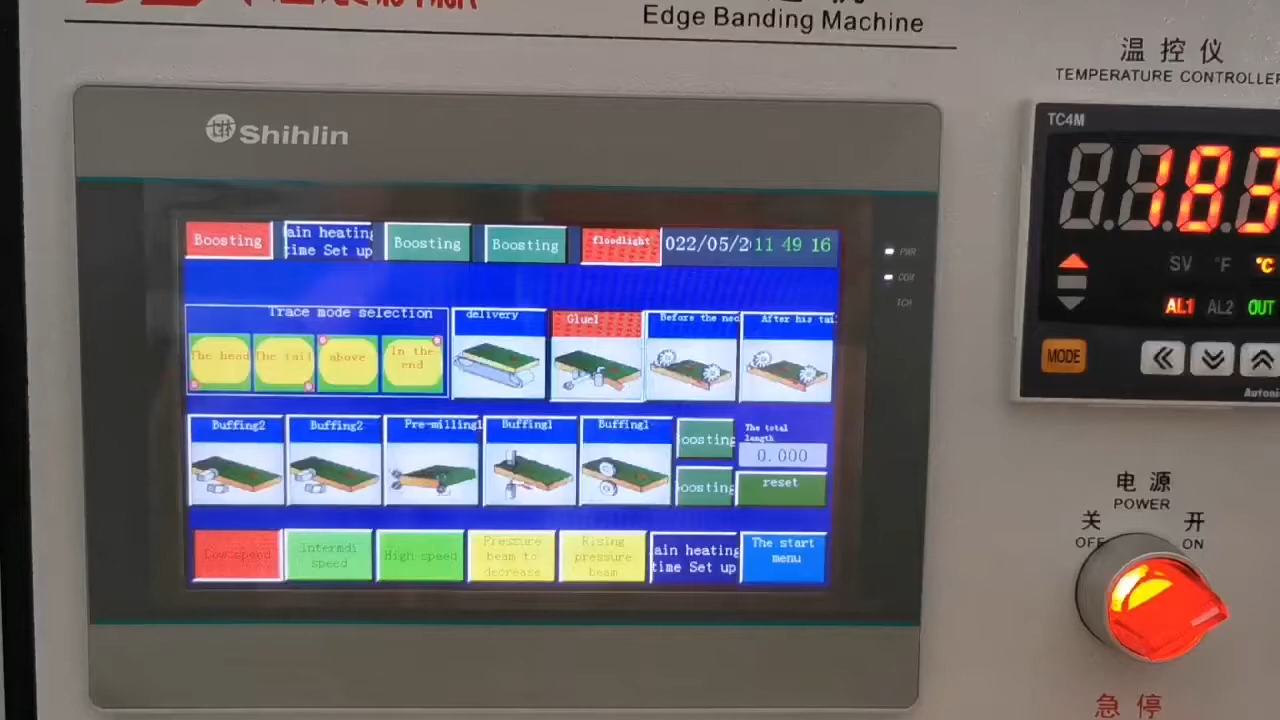 Edge Banding Machine
温控仪
TEMPERATURE CONTROLLER
Shihlin
TC4M
183
SV °F °C
AL1 AL2 OUT
MODE
Autonic
PWR
COM
TCH
Boosting
ain heating
time Set up
Boosting
Boosting
floodlight
022/05/2
11 49 16
Trace mode selection
The head
The tail
above
In the
end
delivery
Glue1
Before the ned
After his tai
Buffing2
Buffing2
Pre-milling1
Buffing1
Buffing1
oosting
oosting
The total
length
0.000
reset
Low speed
Intermdi
speed
High speed
Pressure
beam to
decrease
Rising
pressure
beam
ain heating
time Set up
The start
menu
电源
POWER
关 开
OFF ON
急停